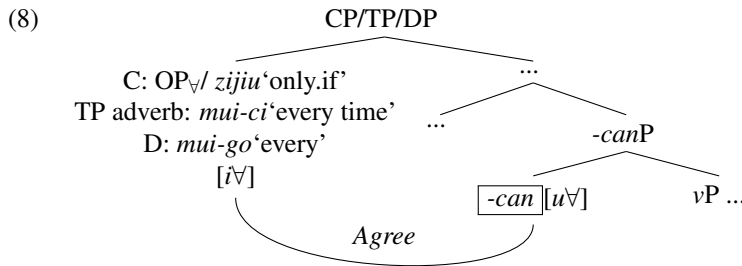 (8) CP/TP/DP
C: OP∀/ zijiu‘only.if’ ...
TP adverb: mui-ci‘every time’ ... -canP
D: mui-go‘every’
[i∀] -can [u∀] vP ...
Agree